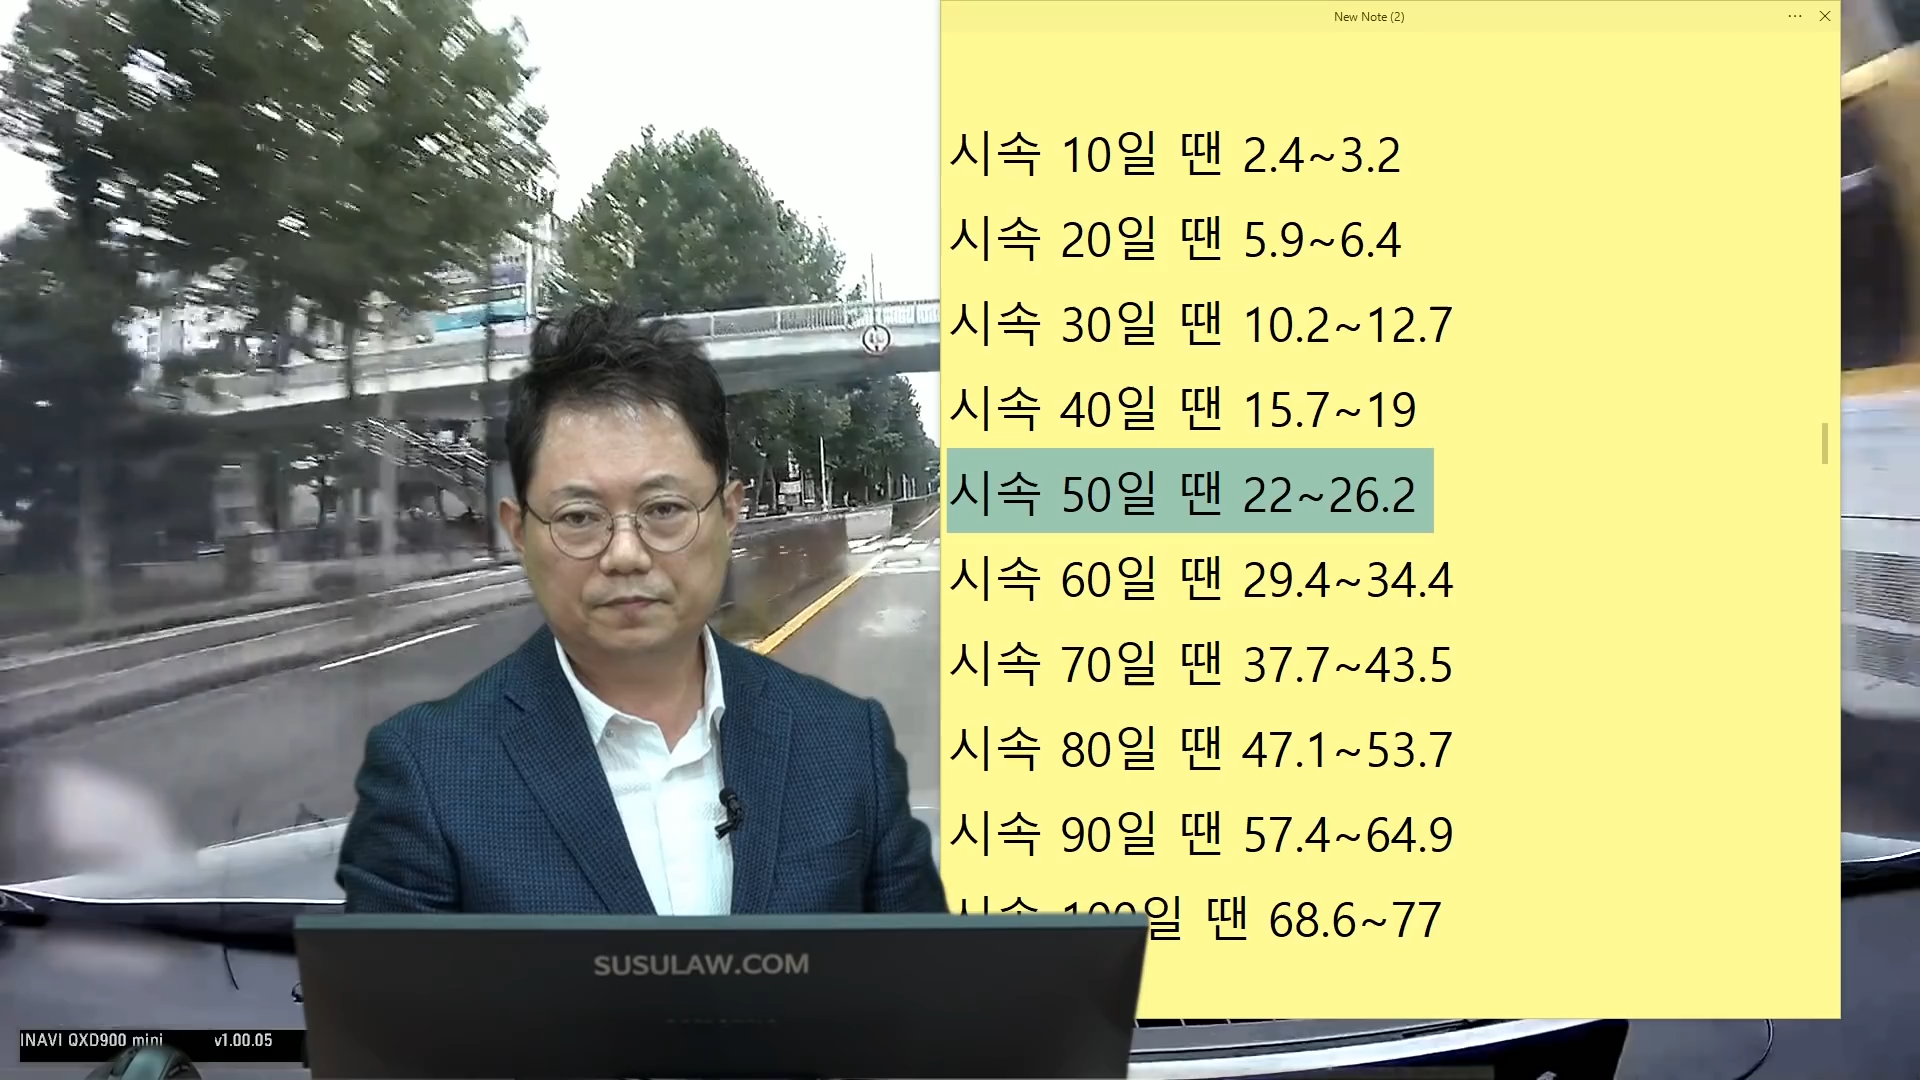 New Note (2)
시속 10일 땐 2.4~3.2
시속 20일 땐 5.9~6.4
시속 30일 땐 10.2~12.7
시속 40일 땐 15.7~19
시속 50일 땐 22~26.2
시속 60일 땐 29.4~34.4
시속 70일 땐 37.7~43.5
시속 80일 땐 47.1~53.7
시속 90일 땐 57.4~64.9
시속 100일 땐 68.6~77
SUSULAW.COM
INAVI QXD900 mini v1.00.05